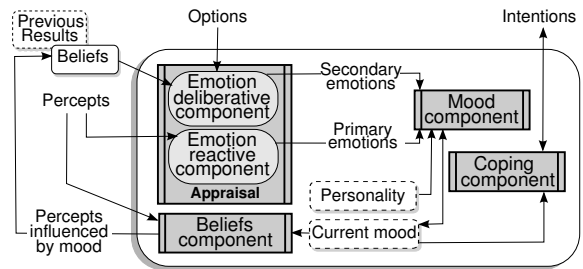 Previous
Results
Options
Intentions
Beliefs
Emotion
deliberative
component
Secondary
emotions
Percepts
Mood
component
Emotion
reactive
component
Primary
emotions
Appraisal
Coping
component
Personality
Percepts
influenced
by mood
Beliefs
component
Current mood